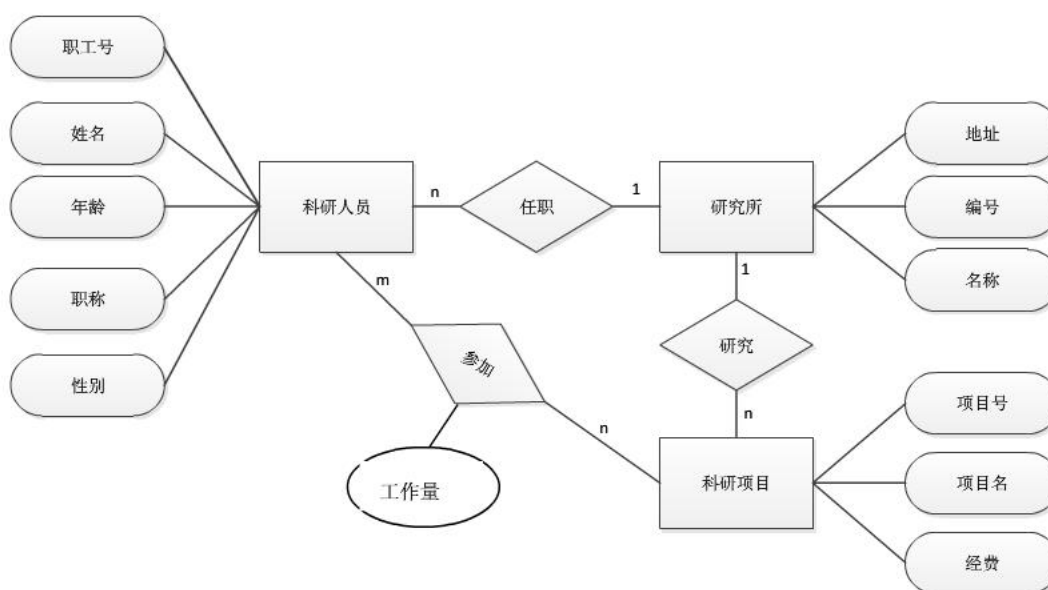 职工号
姓名
年龄
职称
性别
科研人员
n
任职
1
研究所
地址
编号
名称
m
参加
工作量
n
1
研究
n
科研项目
项目号
项目名
经费